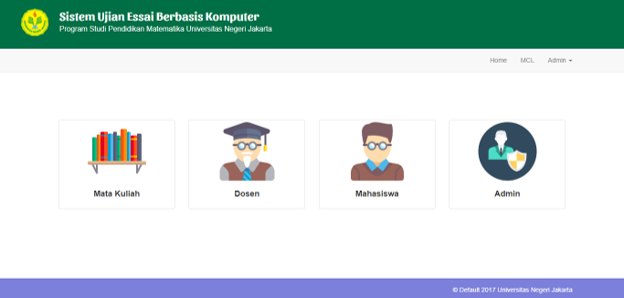 Sistem Ujian Essai Berbasis Komputer
Program Studi Pendidikan Matematika Universitas Negeri Jakarta
Home MCL Admin
Mata Kuliah
Dosen
Mahasiswa
Admin
© Default 2017 Universitas Negeri Jakarta